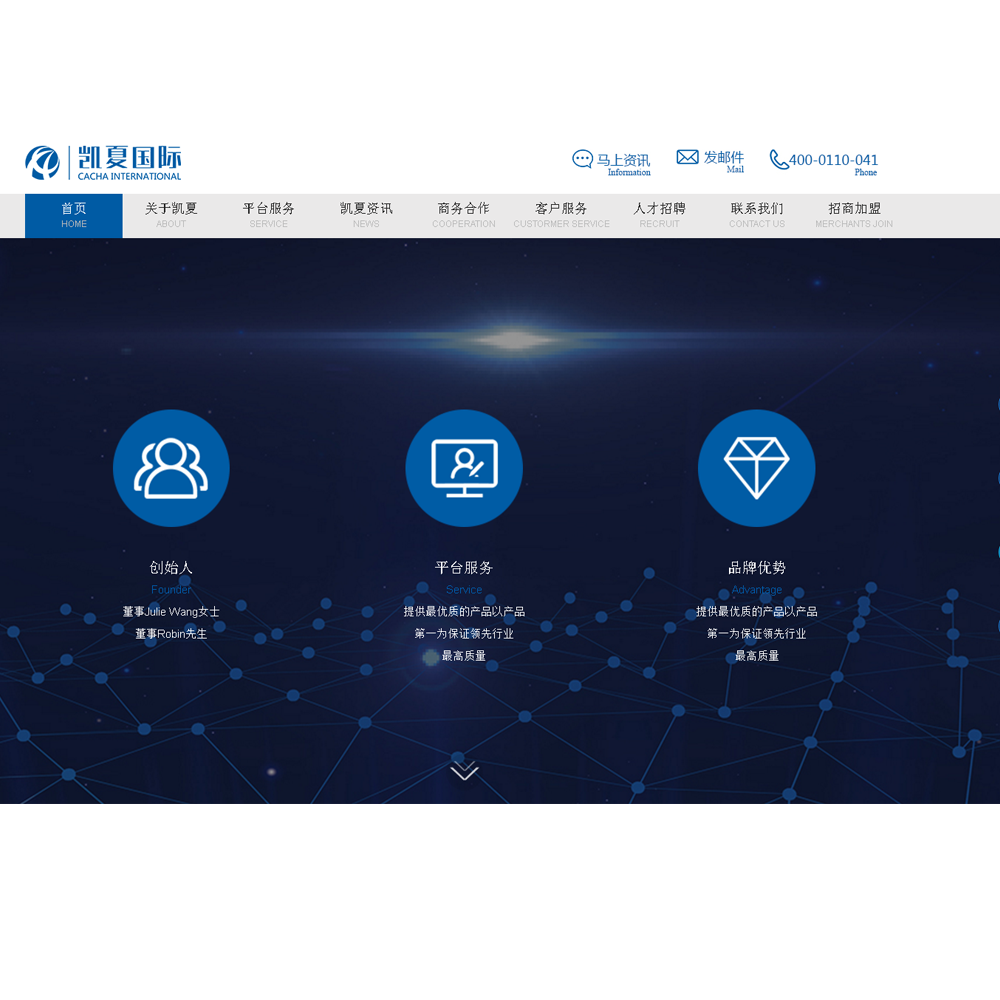 凯夏国际
CACHA INTERNATIONAL
马上资讯
Information
发邮件
Mail
400-0110-041
Phone
首页 关于凯夏 平台服务 凯夏资讯 商务合作 客户服务 人才招聘 联系我们 招商加盟
HOME ABOUT SERVICE NEWS COOPERATION CUSTORMER SERVICE RECRUIT CONTACT US MERCHANTS JOIN
创始人
Founder
董事Julie Wang女士
董事Robin先生
平台服务
Service
提供最优质的产品以产品
第一为保证领先行业
最高质量
品牌优势
Advantage
提供最优质的产品以产品
第一为保证领先行业
最高质量